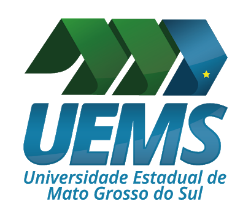 UEMS
Universidade Estadual de
Mato Grosso do Sul